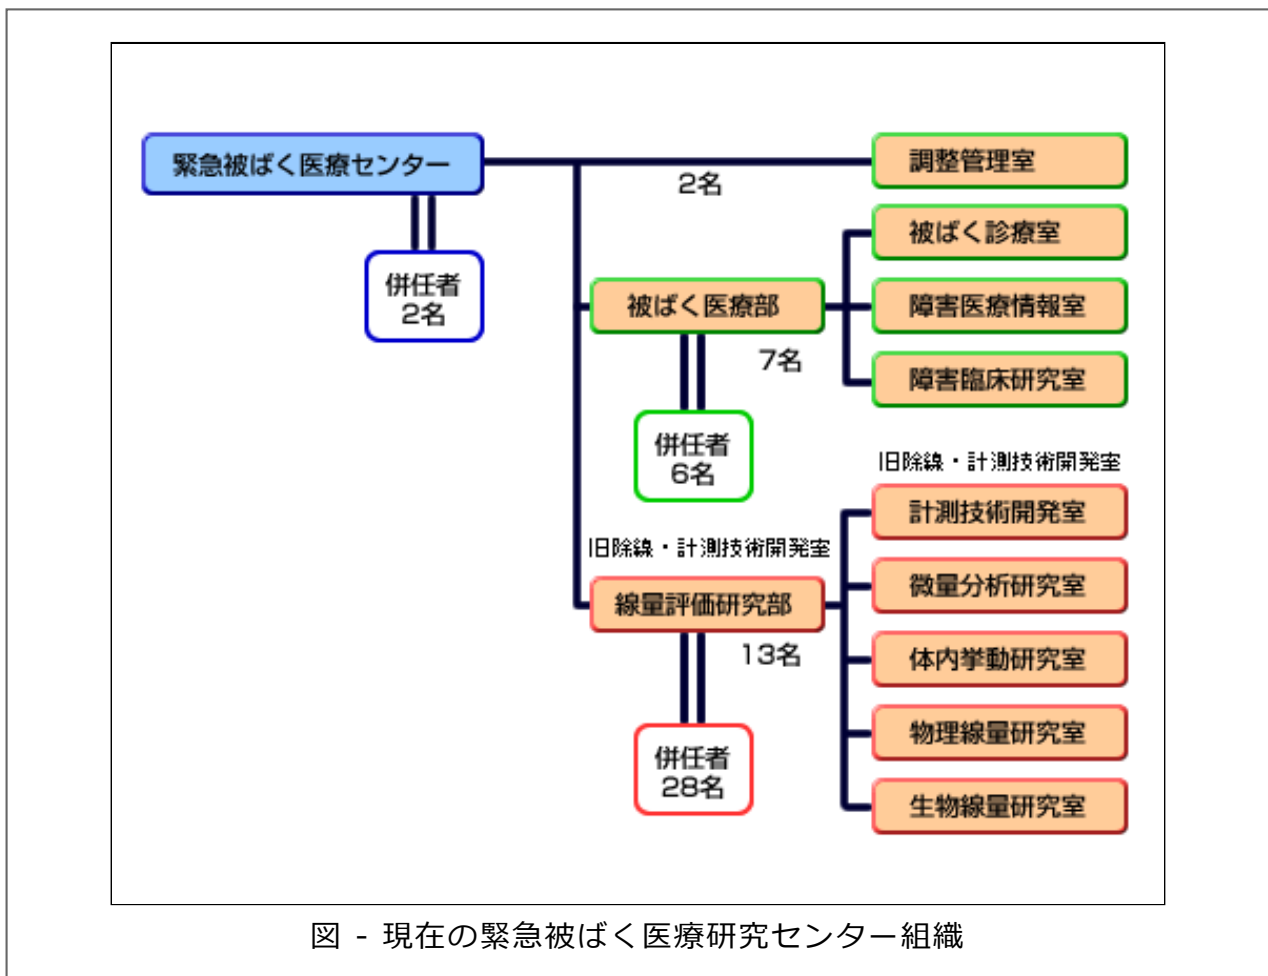 緊急被ばく医療センター
調整管理室
2名
被ばく診療室
併任者
2名
被ばく医療部
障害医療情報室
7名
障害臨床研究室
併任者
6名
旧除線・計測技術開発室
計測技術開発室
旧除線・計測技術開発室
微量分析研究室
線量評価研究部
13名
体内挙動研究室
物理線量研究室
併任者
28名
生物線量研究室
図 - 現在の緊急被ばく医療研究センター組織